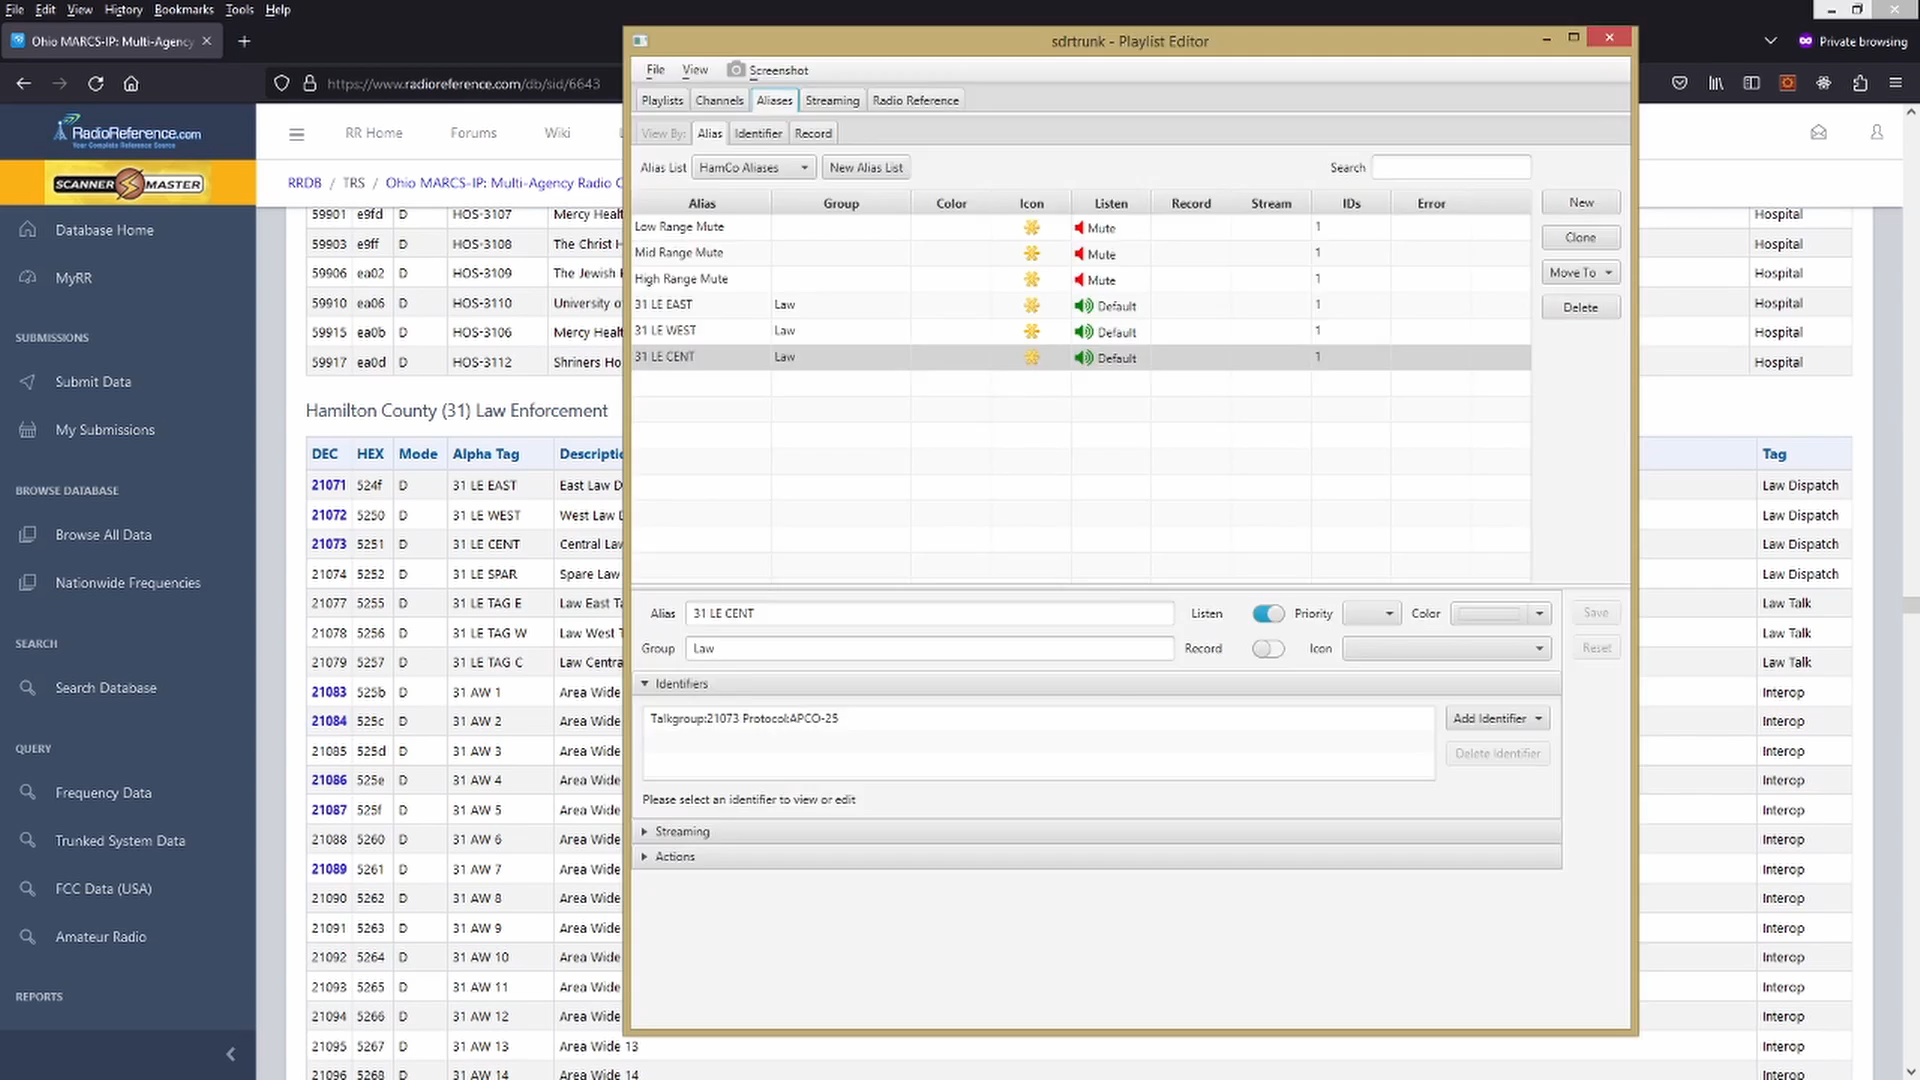 File Edit View History Bookmarks Tools Help
Ohio MARCS-IP: Multi-Agency
Private browsing
https://www.radioreference.com/db/sid/6643
RadioReference.com
Your Complete Reference Source
SCANNER MASTER
Database Home
MyRR
SUBMISSIONS
Submit Data
My Submissions
BROWSE DATABASE
Browse All Data
Nationwide Frequencies
SEARCH
Search Database
QUERY
Frequency Data
Trunked System Data
FCC Data (USA)
Amateur Radio
REPORTS
RR Home Forums Wiki
RRDB / TRS / Ohio MARCS-IP: Multi-Agency Radio C
59901 e9fd D HOS-3107 Mercy Healt Hospital
59903 e9ff D HOS-3108 The Christ H Hospital
59906 ea02 D HOS-3109 The Jewish H Hospital
59910 ea06 D HOS-3110 University of Hospital
59915 ea0b D HOS-3106 Mercy Healt Hospital
59917 ea0d D HOS-3112 Shriners Ho Hospital
Hamilton County (31) Law Enforcement
DEC HEX Mode Alpha Tag Descriptio Tag
21071 524f D 31 LE EAST East Law D Law Dispatch
21072 5250 D 31 LE WEST West Law D Law Dispatch
21073 5251 D 31 LE CENT Central Law Law Dispatch
21074 5252 D 31 LE SPAR Spare Law Law Dispatch
21077 5255 D 31 LE TAG E Law East Ta Law Talk
21078 5256 D 31 LE TAG W Law West T Law Talk
21079 5257 D 31 LE TAG C Law Centra Law Talk
21083 525b D 31 AW 1 Area Wide Interop
21084 525c D 31 AW 2 Area Wide Interop
21085 525d D 31 AW 3 Area Wide Interop
21086 525e D 31 AW 4 Area Wide Interop
21087 525f D 31 AW 5 Area Wide Interop
21088 5260 D 31 AW 6 Area Wide Interop
21089 5261 D 31 AW 7 Area Wide Interop
21090 5262 D 31 AW 8 Area Wide Interop
21091 5263 D 31 AW 9 Area Wide Interop
21092 5264 D 31 AW 10 Area Wide Interop
21093 5265 D 31 AW 11 Area Wide Interop
21094 5266 D 31 AW 12 Area Wide Interop
21095 5267 D 31 AW 13 Area Wide 13 Interop
21096 5268 D 31 AW 14 Area Wide 14 Interop
sdrtrunk - Playlist Editor
File View Screenshot
Playlists Channels Aliases Streaming Radio Reference
View By: Alias Identifier Record
Alias List HamCo Aliases New Alias List Search
Alias Group Color Icon Listen Record Stream IDs Error
Low Range Mute Mute 1
Mid Range Mute Mute 1
High Range Mute Mute 1
31 LE EAST Law Default 1
31 LE WEST Law Default 1
31 LE CENT Law Default 1
New
Clone
Move To
Delete
Alias 31 LE CENT Listen Priority Color Save
Group Law Record Icon Reset
Identifiers
Talkgroup:21073 Protocol:APCO-25
Add Identifier
Delete Identifier
Please select an identifier to view or edit
Streaming
Actions